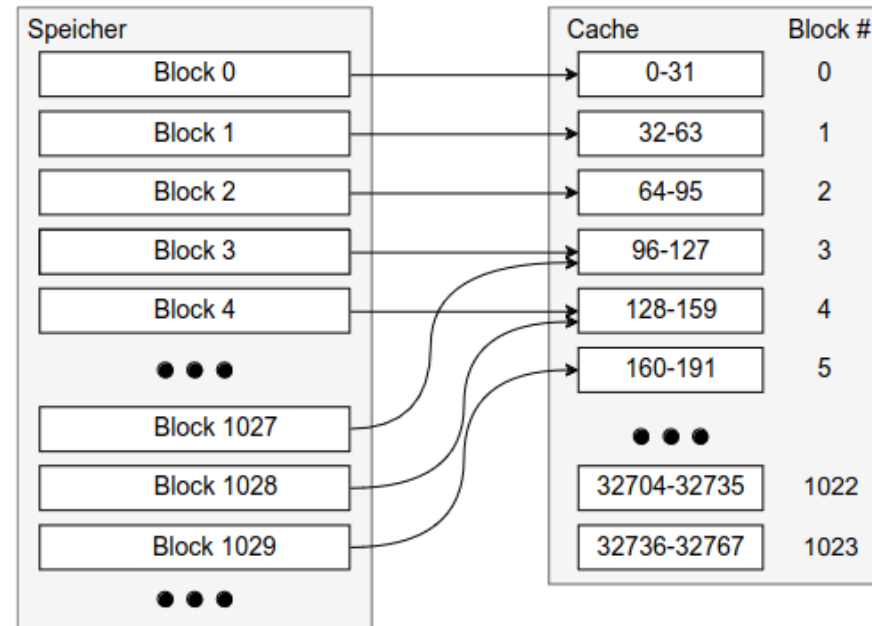 Speicher
Block 0
Block 1
Block 2
Block 3
Block 4
Block 1027
Block 1028
Block 1029
Cache Block #
0-31 0
32-63 1
64-95 2
96-127 3
128-159 4
160-191 5
32704-32735 1022
32736-32767 1023